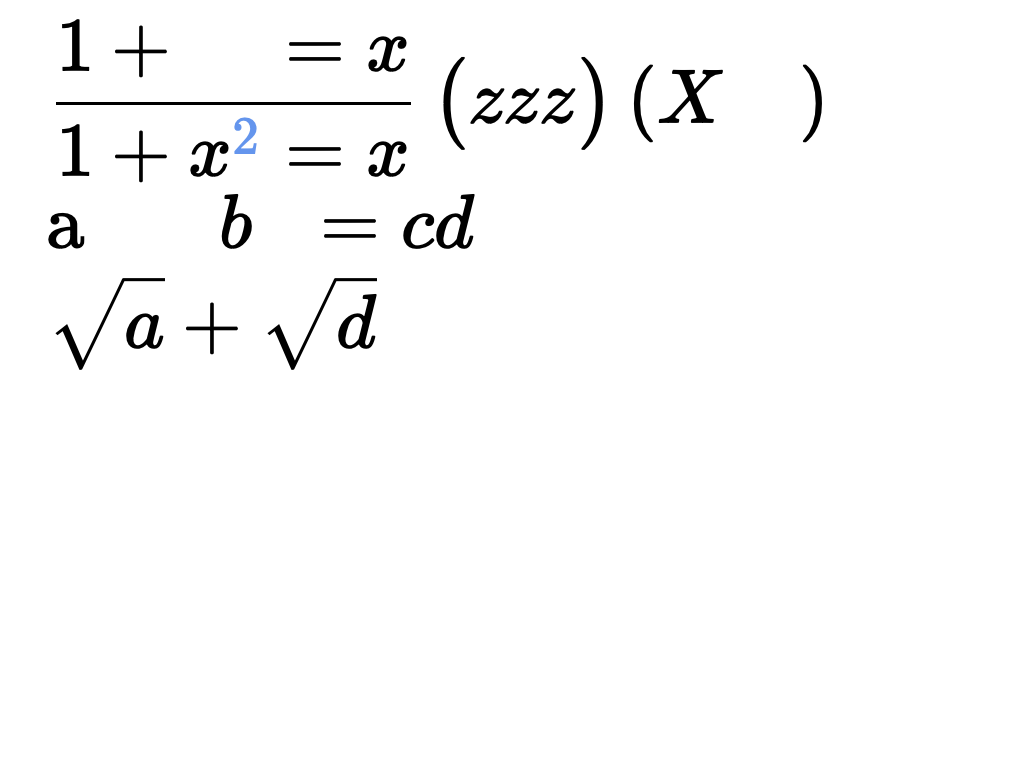 1 + = x
1 + x² = x (zzz) (X )
a b = cd
√a + √d